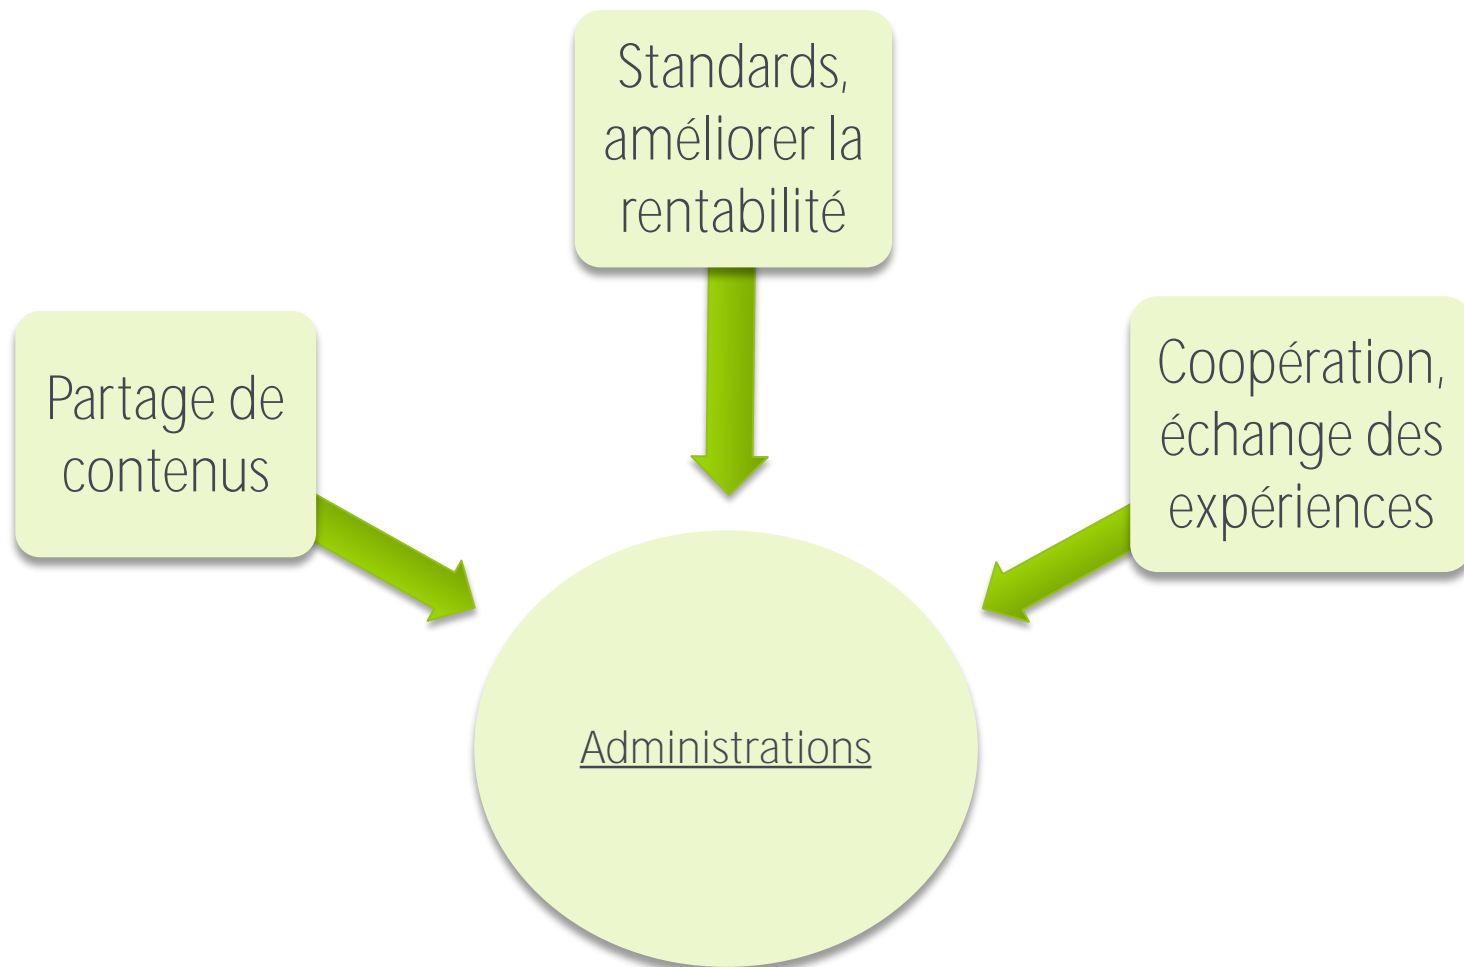 Standards,
améliorer la
rentabilité
Partage de
contenus
Coopération,
échange des
expériences
Administrations